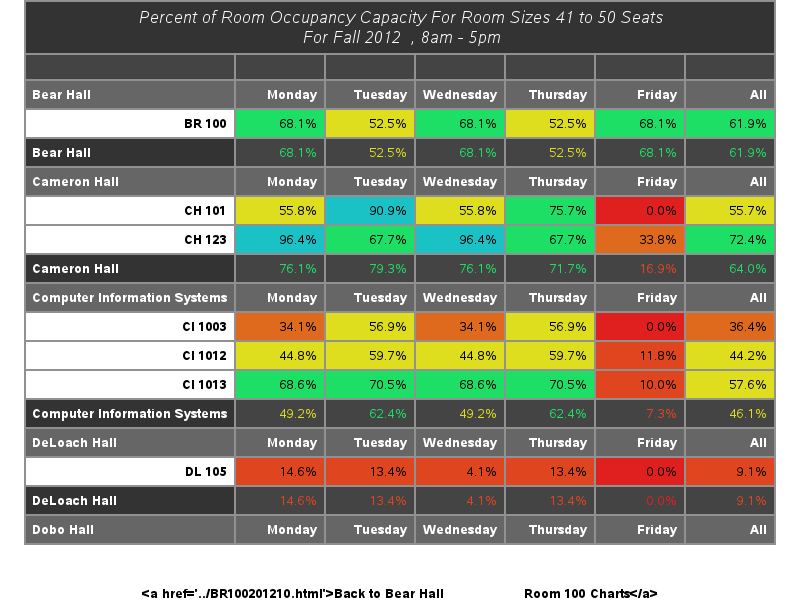 Percent of Room Occupancy Capacity For Room Sizes 41 to 50 Seats
For Fall 2012 , 8am - 5pm
Bear Hall Monday Tuesday Wednesday Thursday Friday All
BR 100 68.1% 52.5% 68.1% 52.5% 68.1% 61.9%
Bear Hall 68.1% 52.5% 68.1% 52.5% 68.1% 61.9%
Cameron Hall Monday Tuesday Wednesday Thursday Friday All
CH 101 55.8% 90.9% 55.8% 75.7% 0.0% 55.7%
CH 123 96.4% 67.7% 96.4% 67.7% 33.8% 72.4%
Cameron Hall 76.1% 79.3% 76.1% 71.7% 16.9% 64.0%
Computer Information Systems Monday Tuesday Wednesday Thursday Friday All
CI 1003 34.1% 56.9% 34.1% 56.9% 0.0% 36.4%
CI 1012 44.8% 59.7% 44.8% 59.7% 11.8% 44.2%
CI 1013 68.6% 70.5% 68.6% 70.5% 10.0% 57.6%
Computer Information Systems 49.2% 62.4% 49.2% 62.4% 7.3% 46.1%
DeLoach Hall Monday Tuesday Wednesday Thursday Friday All
DL 105 14.6% 13.4% 4.1% 13.4% 0.0% 9.1%
DeLoach Hall 14.6% 13.4% 4.1% 13.4% 0.0% 9.1%
Dobo Hall Monday Tuesday Wednesday Thursday Friday All
<a href='../BR100201210.html'>Back to Bear Hall Room 100 Charts</a>